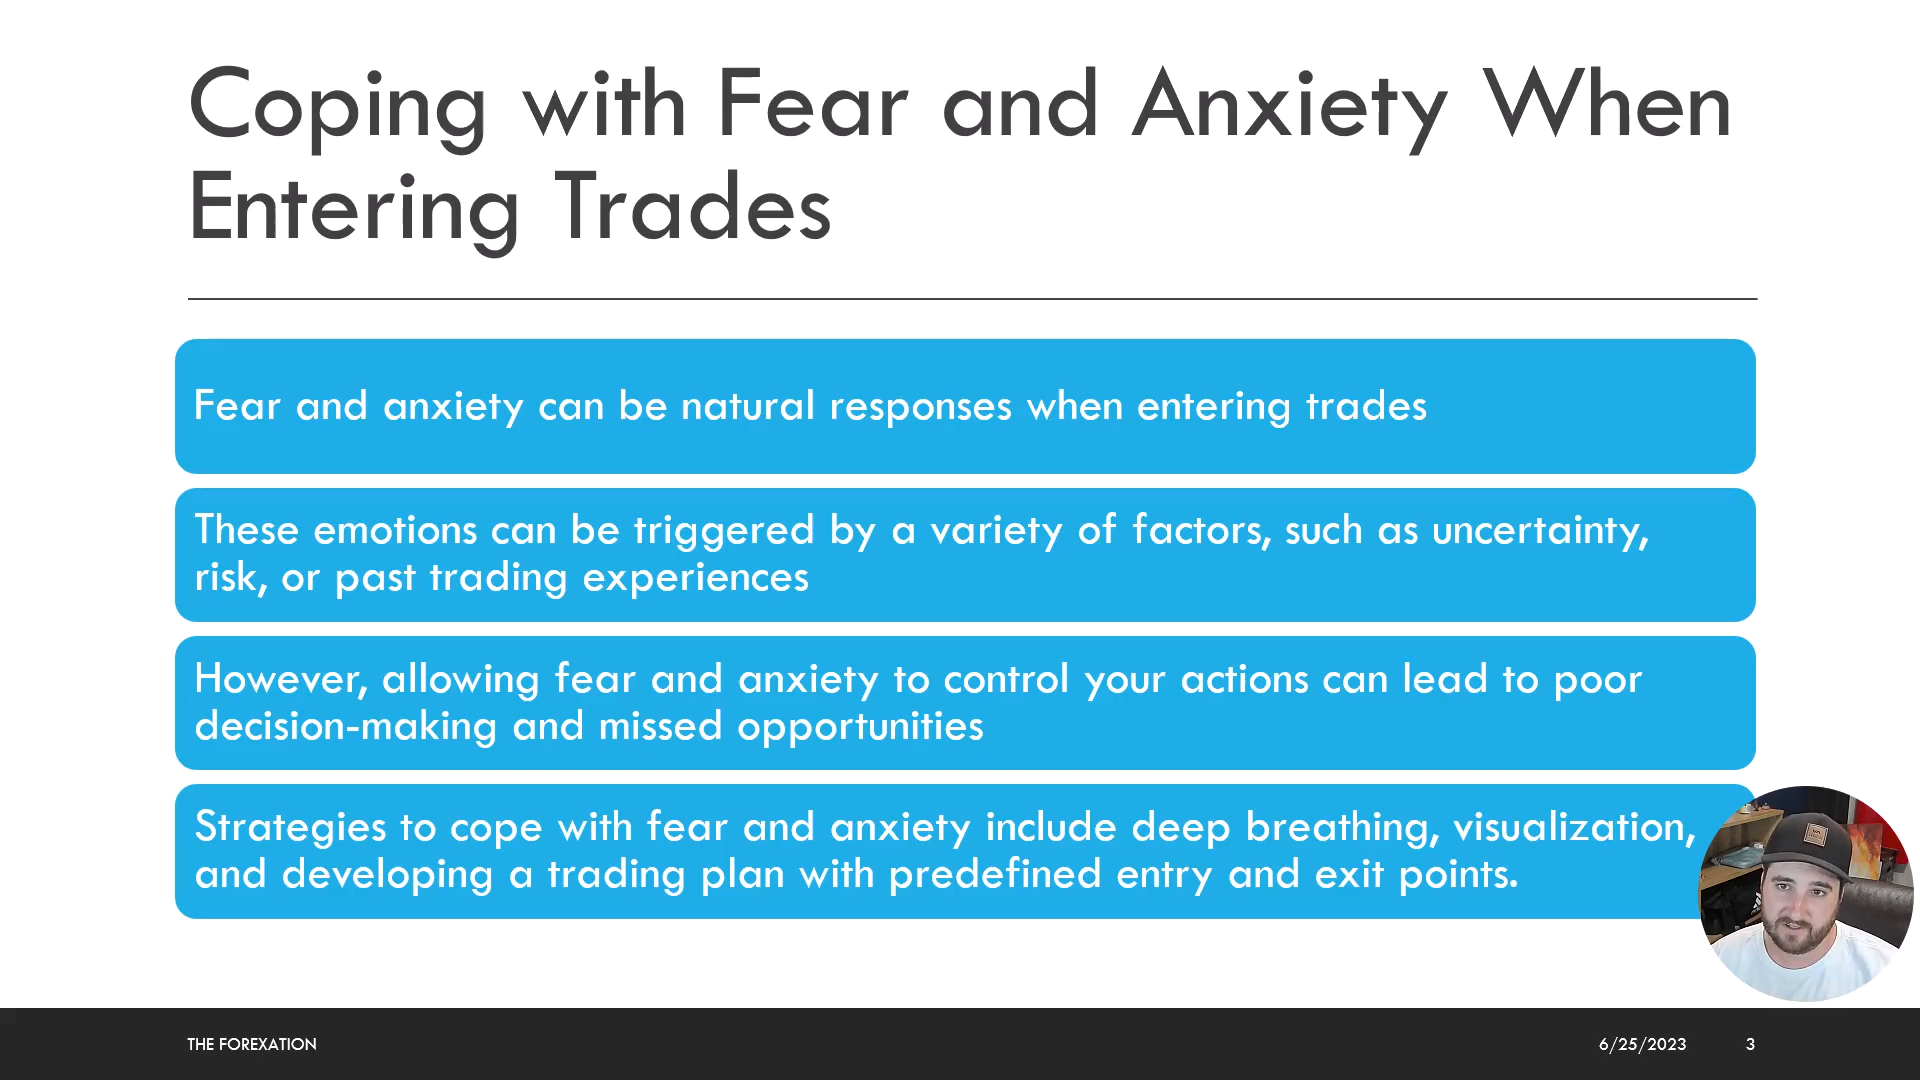 Coping with Fear and Anxiety When
Entering Trades
Fear and anxiety can be natural responses when entering trades
These emotions can be triggered by a variety of factors, such as uncertainty,
risk, or past trading experiences
However, allowing fear and anxiety to control your actions can lead to poor
decision-making and missed opportunities
Strategies to cope with fear and anxiety include deep breathing, visualization,
and developing a trading plan with predefined entry and exit points.
THE FOREXATION
6/25/2023
3